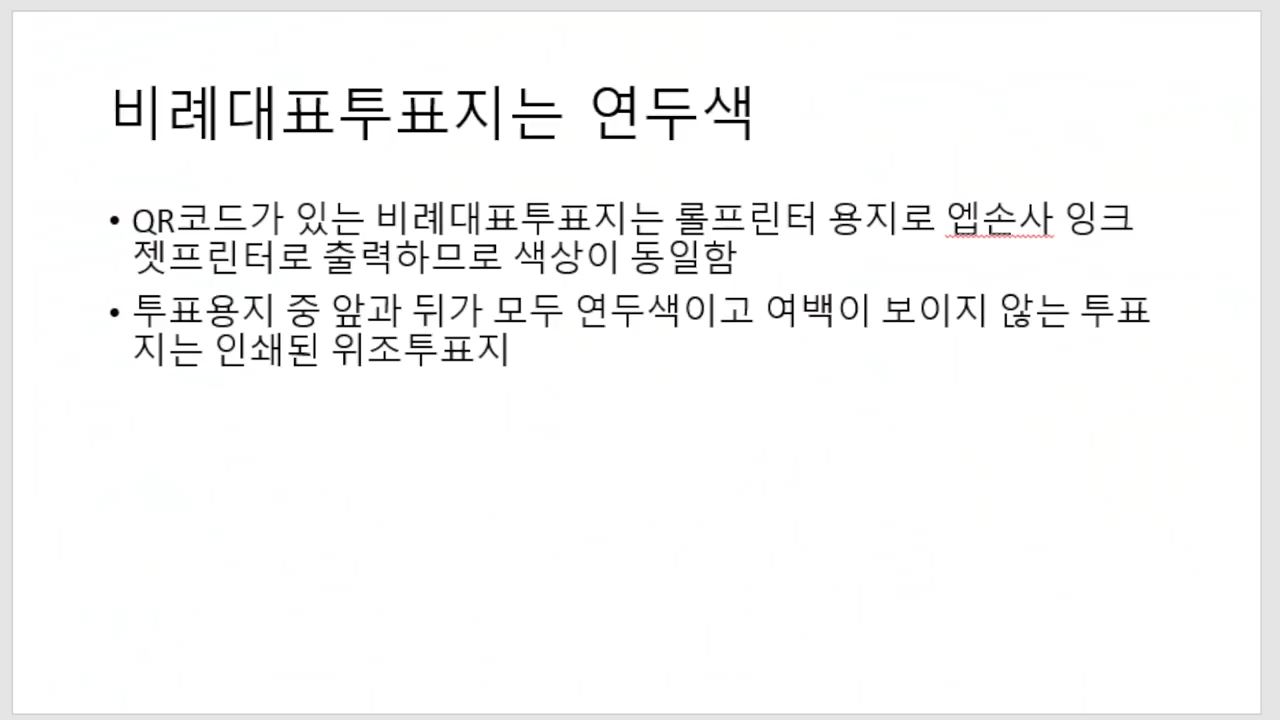 비례대표투표지는 연두색
• QR코드가 있는 비례대표투표지는 롤프린터 용지로 엡손사 잉크
젯프린터로 출력하므로 색상이 동일함
• 투표용지 중 앞과 뒤가 모두 연두색이고 여백이 보이지 않는 투표
지는 인쇄된 위조투표지